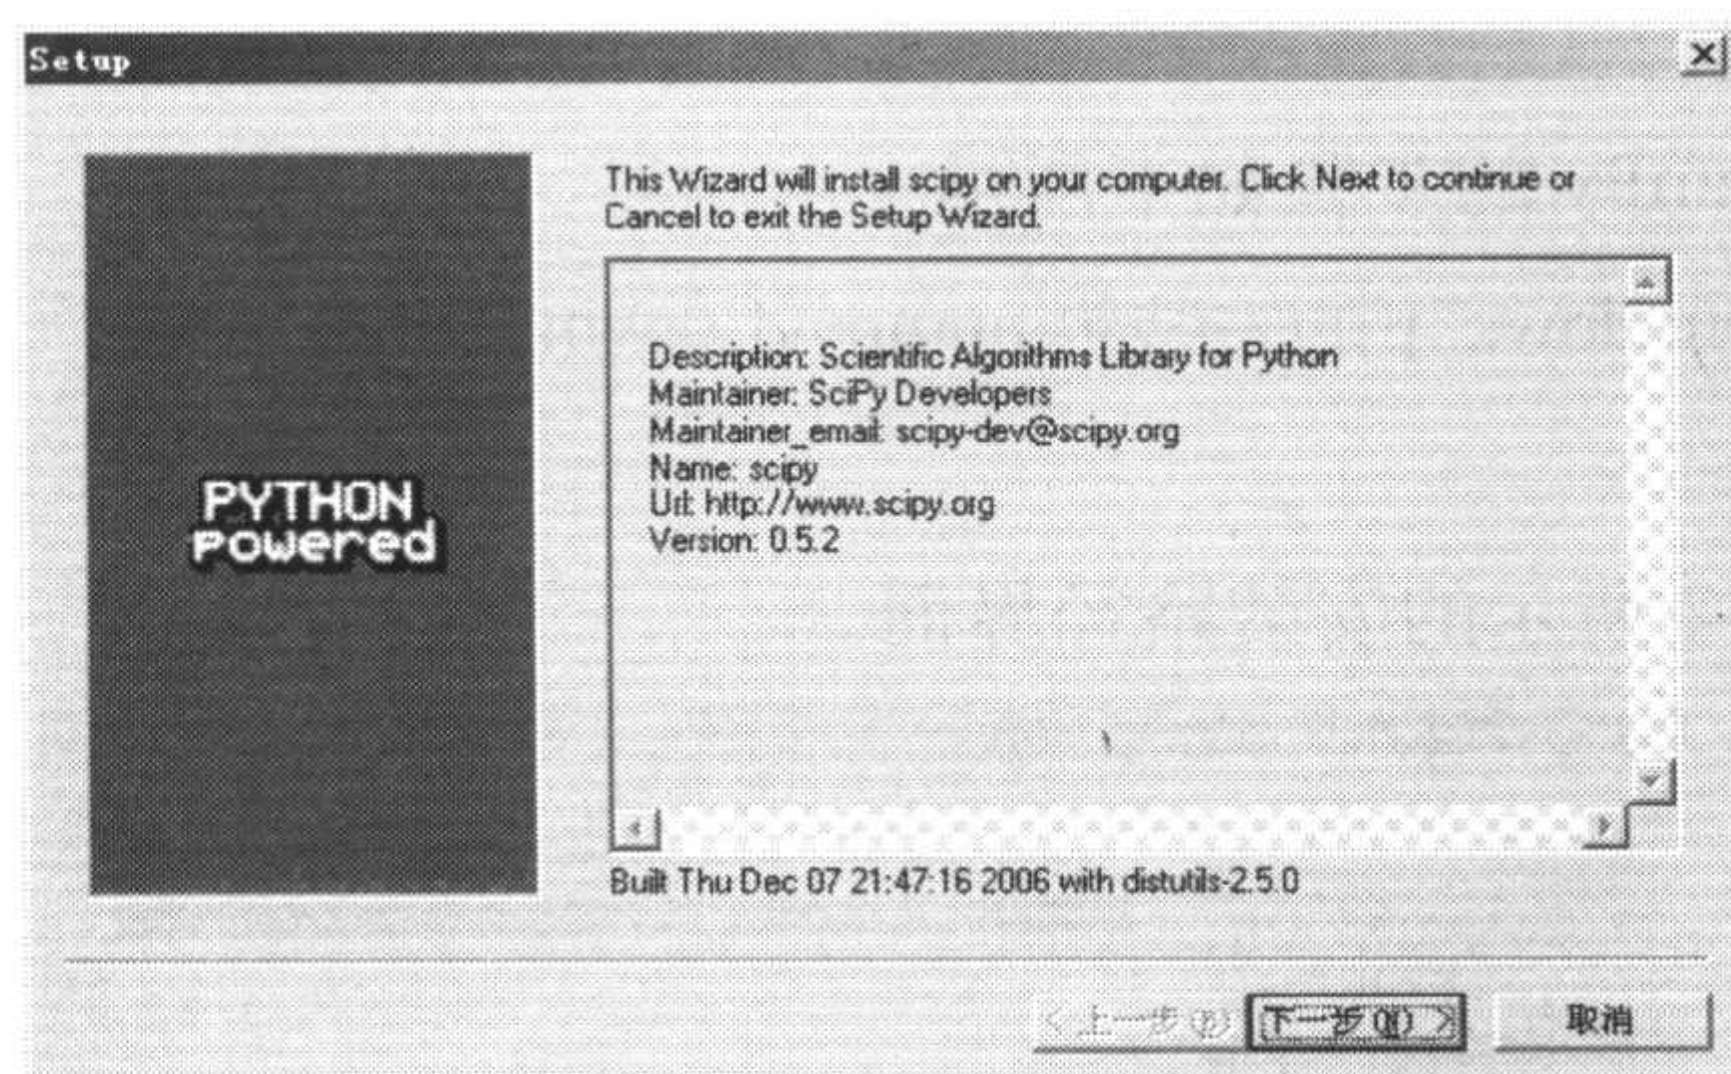 Setup
This Wizard will install scipy on your computer. Click Next to continue or
Cancel to exit the Setup Wizard.
Description: Scientific Algorithms Library for Python
Maintainer: SciPy Developers
Maintainer_email: scipy-dev@scipy.org
Name: scipy
Url: http://www.scipy.org
Version: 0.5.2
PYTHON
Powered
Built Thu Dec 07 21:47:16 2006 with distutils-2.5.0
< 上一步(B) 下一步(N) > 取消